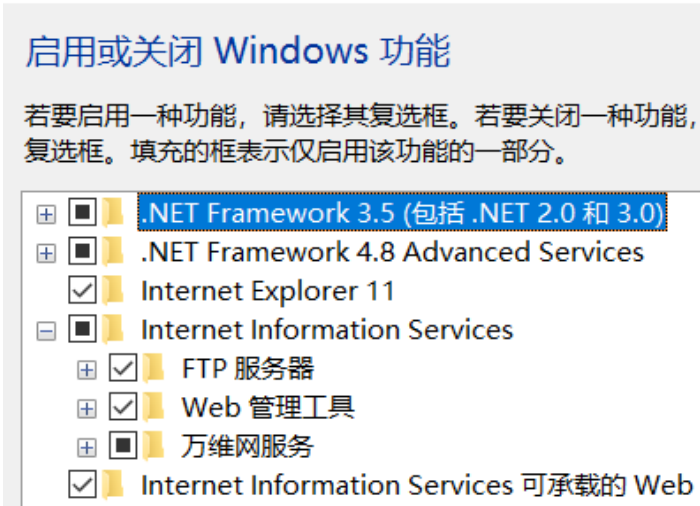 启用或关闭 Windows 功能
若要启用一种功能，请选择其复选框。若要关闭一种功能，
复选框。填充的框表示仅启用该功能的一部分。
.NET Framework 3.5 (包括 .NET 2.0 和 3.0)
.NET Framework 4.8 Advanced Services
Internet Explorer 11
Internet Information Services
FTP 服务器
Web 管理工具
万维网服务
Internet Information Services 可承载的 Web